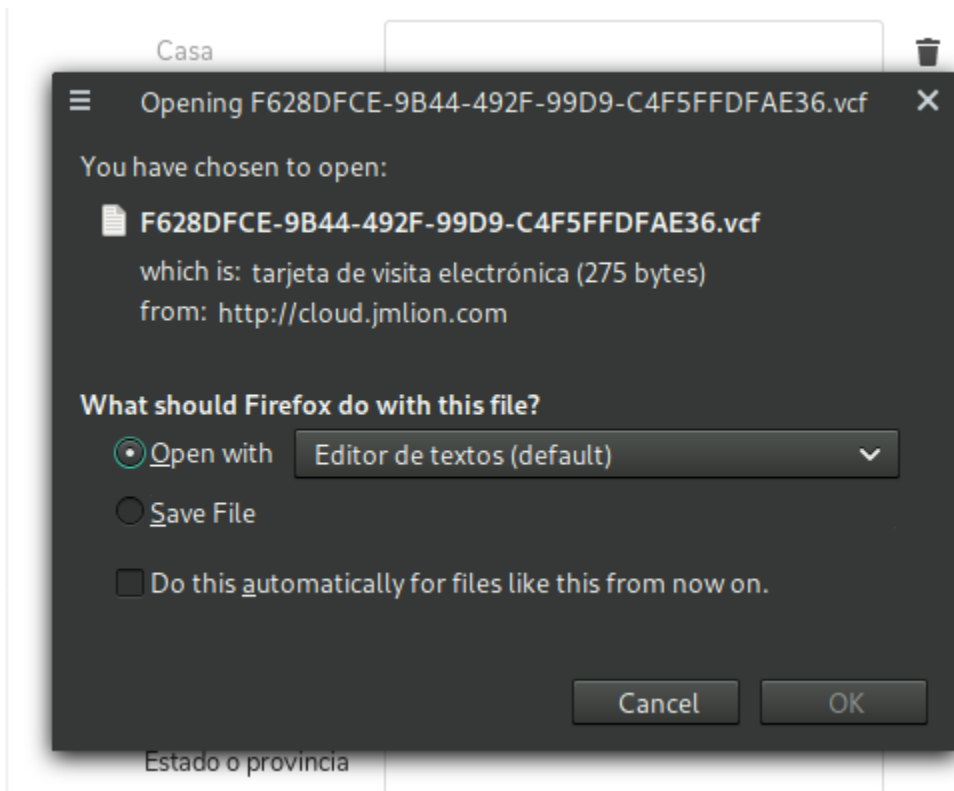 Casa
Opening F628DFCE-9B44-492F-99D9-C4F5FFDFAE36.vcf
You have chosen to open:
F628DFCE-9B44-492F-99D9-C4F5FFDFAE36.vcf
which is: tarjeta de visita electrónica (275 bytes)
from: http://cloud.jmlion.com
What should Firefox do with this file?
Open with Editor de textos (default)
Save File
Do this automatically for files like this from now on.
Cancel OK
Estado o provincia